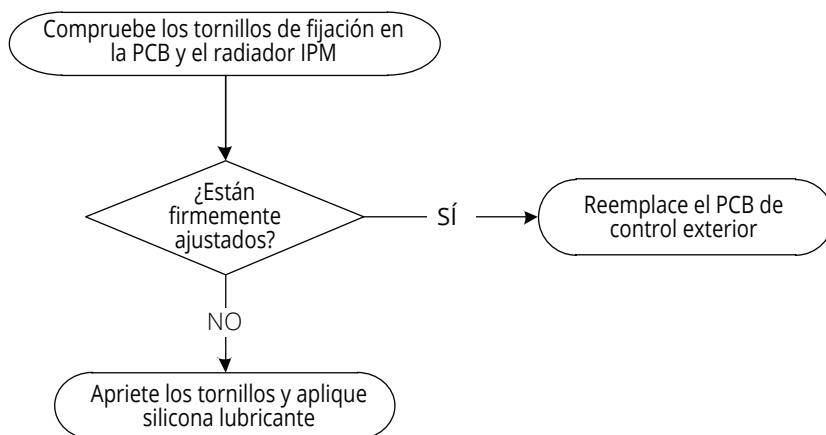 Compruebe los tornillos de fijación en
la PCB y el radiador IPM
¿Están
firmemente
ajustados?
SÍ
Reemplace el PCB de
control exterior
NO
Apriete los tornillos y aplique
silicona lubricante